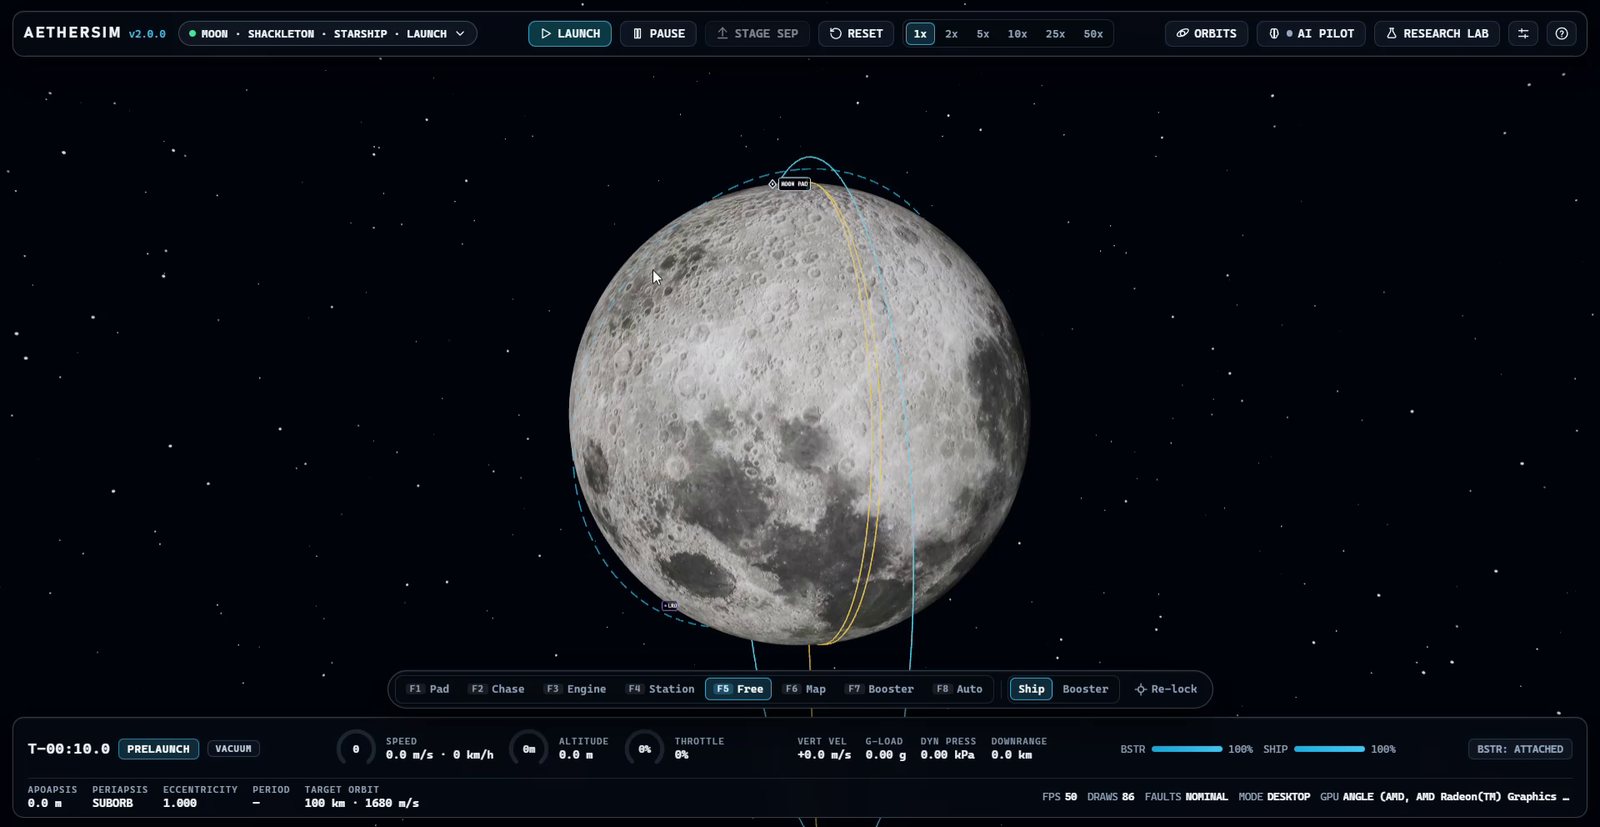 AETHERSIM v2.0.0 MOON · SHACKLETON · STARSHIP · LAUNCH LAUNCH PAUSE STAGE SEP RESET 1x 2x 5x 10x 25x 50x ORBITS AI PILOT RESEARCH LAB
MOON PAD
LRO
F1 Pad F2 Chase F3 Engine F4 Station F5 Free F6 Map F7 Booster F8 Auto Ship Booster Re-lock
T−00:10.0 PRELAUNCH VACUUM
0 SPEED
0.0 m/s · 0 km/h
0m ALTITUDE
0.0 m
0% THROTTLE
0%
VERT VEL
+0.0 m/s
G-LOAD
0.00 g
DYN PRESS
0.00 kPa
DOWNRANGE
0.0 km
BSTR 100% SHIP 100%
BSTR: ATTACHED
APOAPSIS
0.0 m
PERIAPSIS
SUBORB
ECCENTRICITY
1.000
PERIOD
—
TARGET ORBIT
100 km · 1680 m/s
FPS 50 DRAWS 86 FAULTS NOMINAL MODE DESKTOP GPU ANGLE (AMD, AMD Radeon(TM) Graphics …